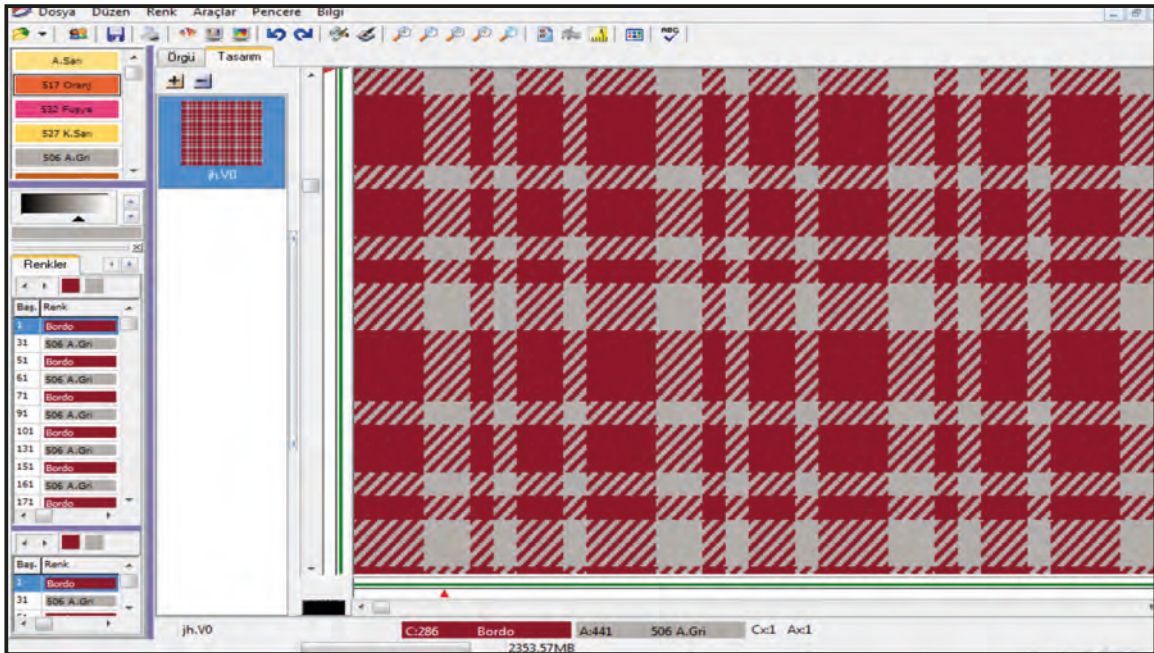 Dosya Düzen Renk Araçlar Pencere Bilgi
ABC
Örgü Tasarım
A.Sarı
517 Oranj
532 Fuşya
527 K.Sarı
506 A.Gri
jh.V0
Renkler
Baş. Renk
1 Bordo
31 506 A.Gri
51 Bordo
61 506 A.Gri
71 Bordo
91 506 A.Gri
101 Bordo
131 506 A.Gri
151 Bordo
161 506 A.Gri
171 Bordo
Baş. Renk
1 Bordo
31 506 A.Gri
jh.V0 C:286 Bordo A:441 506 A.Gri Cx:1 Ax:1
2353.57MB